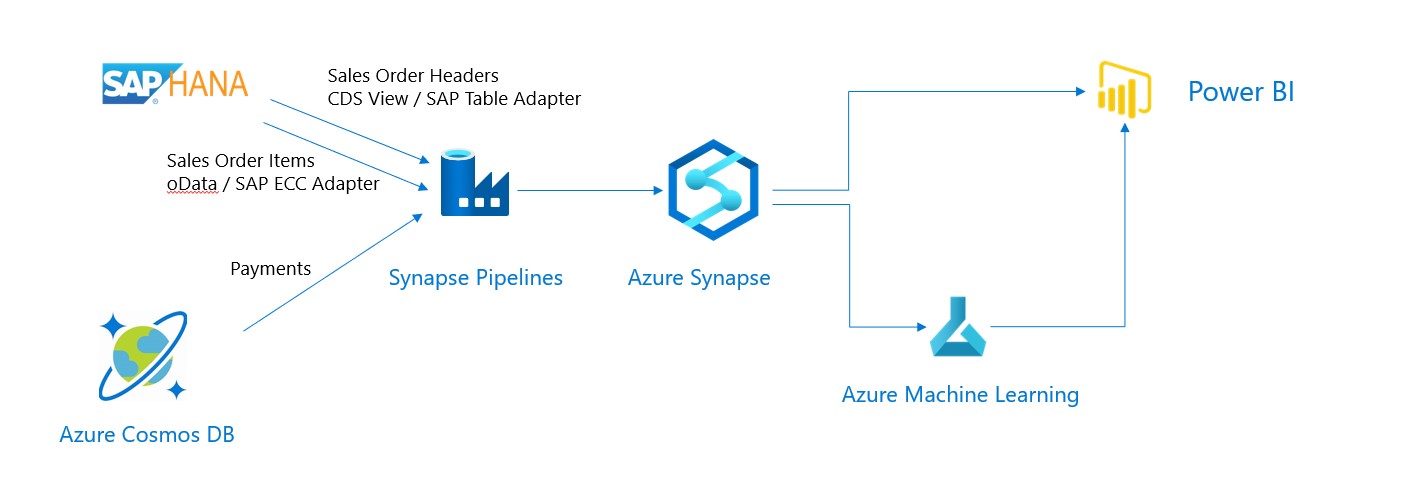 SAP HANA
Sales Order Headers
CDS View / SAP Table Adapter
Power BI
Sales Order Items
oData / SAP ECC Adapter
Payments
Synapse Pipelines
Azure Synapse
Azure Machine Learning
Azure Cosmos DB